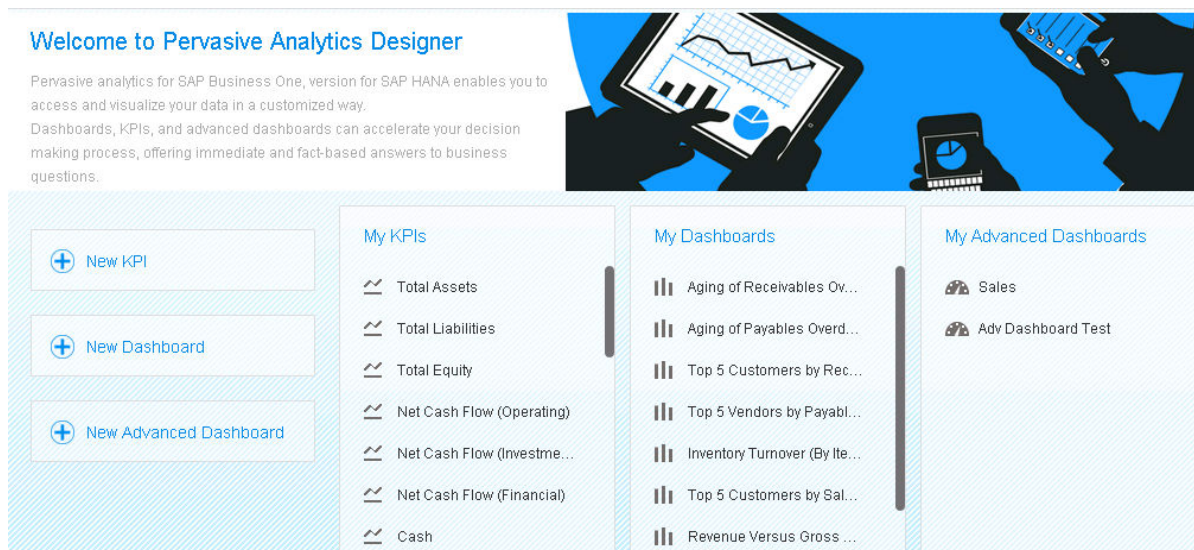 Welcome to Pervasive Analytics Designer
Pervasive analytics for SAP Business One, version for SAP HANA enables you to
access and visualize your data in a customized way.
Dashboards, KPIs, and advanced dashboards can accelerate your decision
making process, offering immediate and fact-based answers to business
questions.
New KPI
New Dashboard
New Advanced Dashboard
My KPIs
Total Assets
Total Liabilities
Total Equity
Net Cash Flow (Operating)
Net Cash Flow (Investme...
Net Cash Flow (Financial)
Cash
My Dashboards
Aging of Receivables Ov...
Aging of Payables Overd...
Top 5 Customers by Rec...
Top 5 Vendors by Payabl...
Inventory Turnover (By Ite...
Top 5 Customers by Sal...
Revenue Versus Gross ...
My Advanced Dashboards
Sales
Adv Dashboard Test